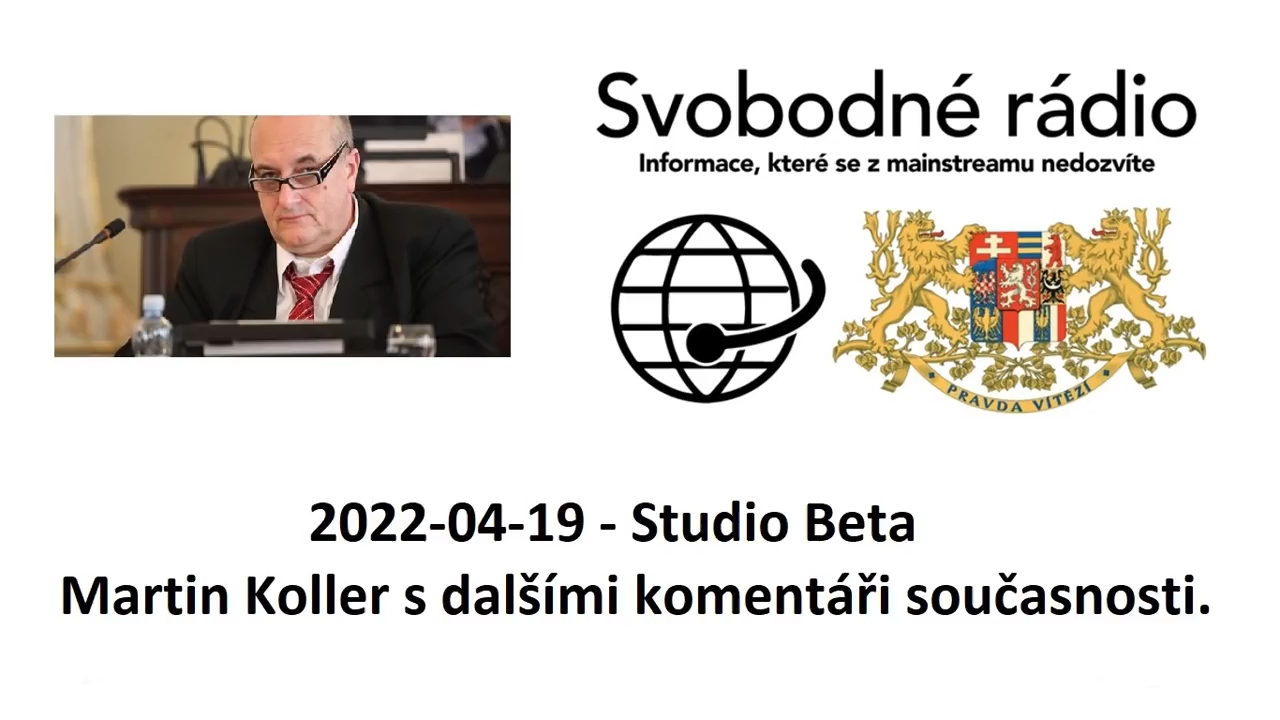 Svobodné rádio
Informace, které se z mainstreamu nedozvíte
PRAVDA VÍTĚZÍ
2022-04-19 - Studio Beta
Martin Koller s dalšími komentáři současnosti.